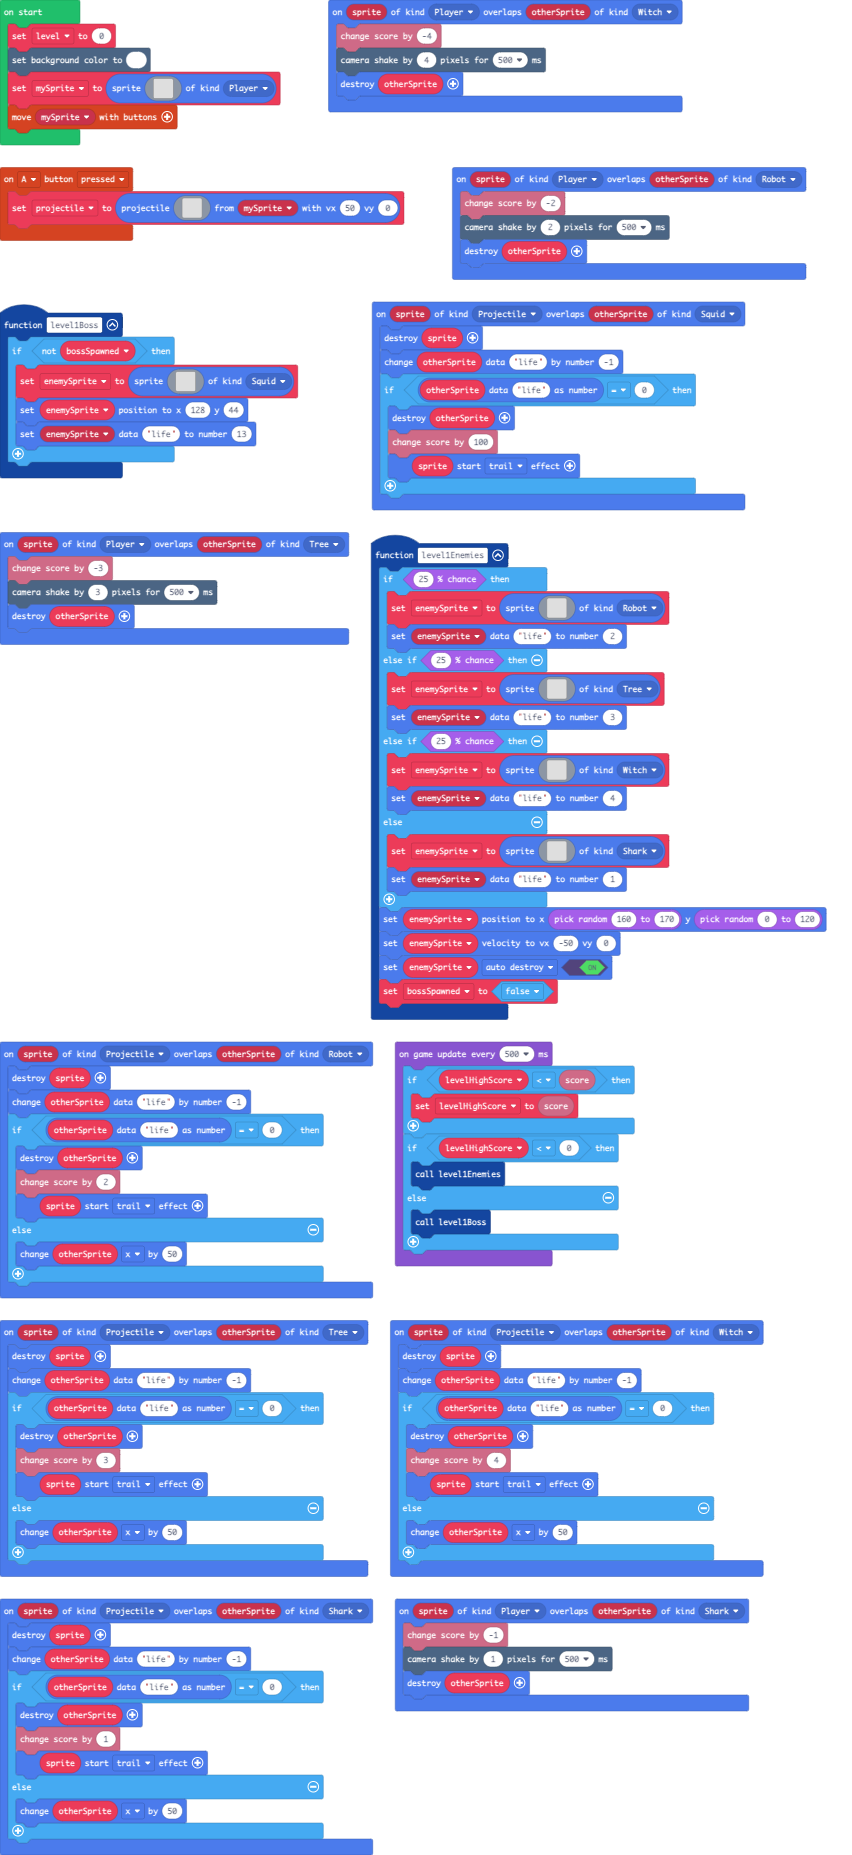 on start
set level to 0
set background color to
set mySprite to sprite of kind Player
move mySprite with buttons
on sprite of kind Player overlaps otherSprite of kind Witch
change score by -4
camera shake by 4 pixels for 500 ms
destroy otherSprite
on A button pressed
set projectile to projectile from mySprite with vx 50 vy 0
on sprite of kind Player overlaps otherSprite of kind Robot
change score by -2
camera shake by 2 pixels for 500 ms
destroy otherSprite
function level1Boss
if not bossSpawned then
set enemySprite to sprite of kind Squid
set enemySprite position to x 128 y 44
set enemySprite data "life" to number 13
on sprite of kind Projectile overlaps otherSprite of kind Squid
destroy sprite
change otherSprite data "life" by number -1
if otherSprite data "life" as number = 0 then
destroy otherSprite
change score by 100
sprite start trail effect
on sprite of kind Player overlaps otherSprite of kind Tree
change score by -3
camera shake by 3 pixels for 500 ms
destroy otherSprite
function level1Enemies
if 25 % chance then
set enemySprite to sprite of kind Robot
set enemySprite data "life" to number 2
else if 25 % chance then
set enemySprite to sprite of kind Tree
set enemySprite data "life" to number 3
else if 25 % chance then
set enemySprite to sprite of kind Witch
set enemySprite data "life" to number 4
else
set enemySprite to sprite of kind Shark
set enemySprite data "life" to number 1
set enemySprite position to x pick random 160 to 170 y pick random 0 to 120
set enemySprite velocity to vx -50 vy 0
set enemySprite auto destroy ON
set bossSpawned to false
on sprite of kind Projectile overlaps otherSprite of kind Robot
destroy sprite
change otherSprite data "life" by number -1
if otherSprite data "life" as number = 0 then
destroy otherSprite
change score by 2
sprite start trail effect
else
change otherSprite x by 50
on game update every 500 ms
if levelHighScore < score then
set levelHighScore to score
if levelHighScore < 0 then
call level1Enemies
else
call level1Boss
on sprite of kind Projectile overlaps otherSprite of kind Tree
destroy sprite
change otherSprite data "life" by number -1
if otherSprite data "life" as number = 0 then
destroy otherSprite
change score by 3
sprite start trail effect
else
change otherSprite x by 50
on sprite of kind Projectile overlaps otherSprite of kind Witch
destroy sprite
change otherSprite data "life" by number -1
if otherSprite data "life" as number = 0 then
destroy otherSprite
change score by 4
sprite start trail effect
else
change otherSprite x by 50
on sprite of kind Projectile overlaps otherSprite of kind Shark
destroy sprite
change otherSprite data "life" by number -1
if otherSprite data "life" as number = 0 then
destroy otherSprite
change score by 1
sprite start trail effect
else
change otherSprite x by 50
on sprite of kind Player overlaps otherSprite of kind Shark
change score by -1
camera shake by 1 pixels for 500 ms
destroy otherSprite